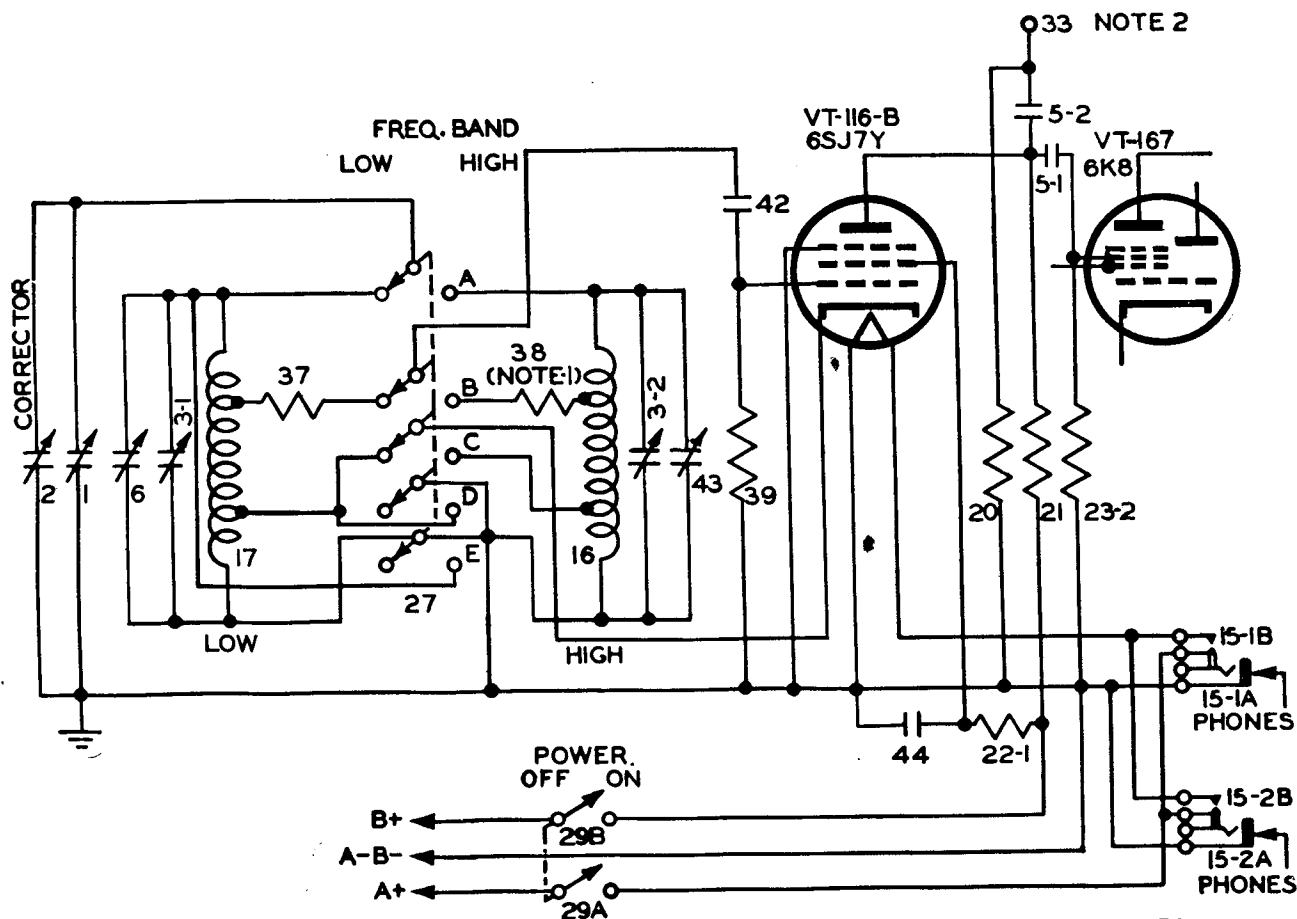 33 NOTE 2
VT-116-B
6SJ7Y
5-2
VT-167
6K8
5-1
FREQ. BAND
LOW HIGH
42
A
CORRECTOR
37
38
(NOTE-1)
B
3-1
3-2
C
2
1
6
43
39
D
20
21
23-2
17
16
E
27
LOW
HIGH
15-1B
15-1A
PHONES
44
22-1
POWER.
OFF ON
B+
29B
15-2B
A-B-
15-2A
PHONES
A+
29A